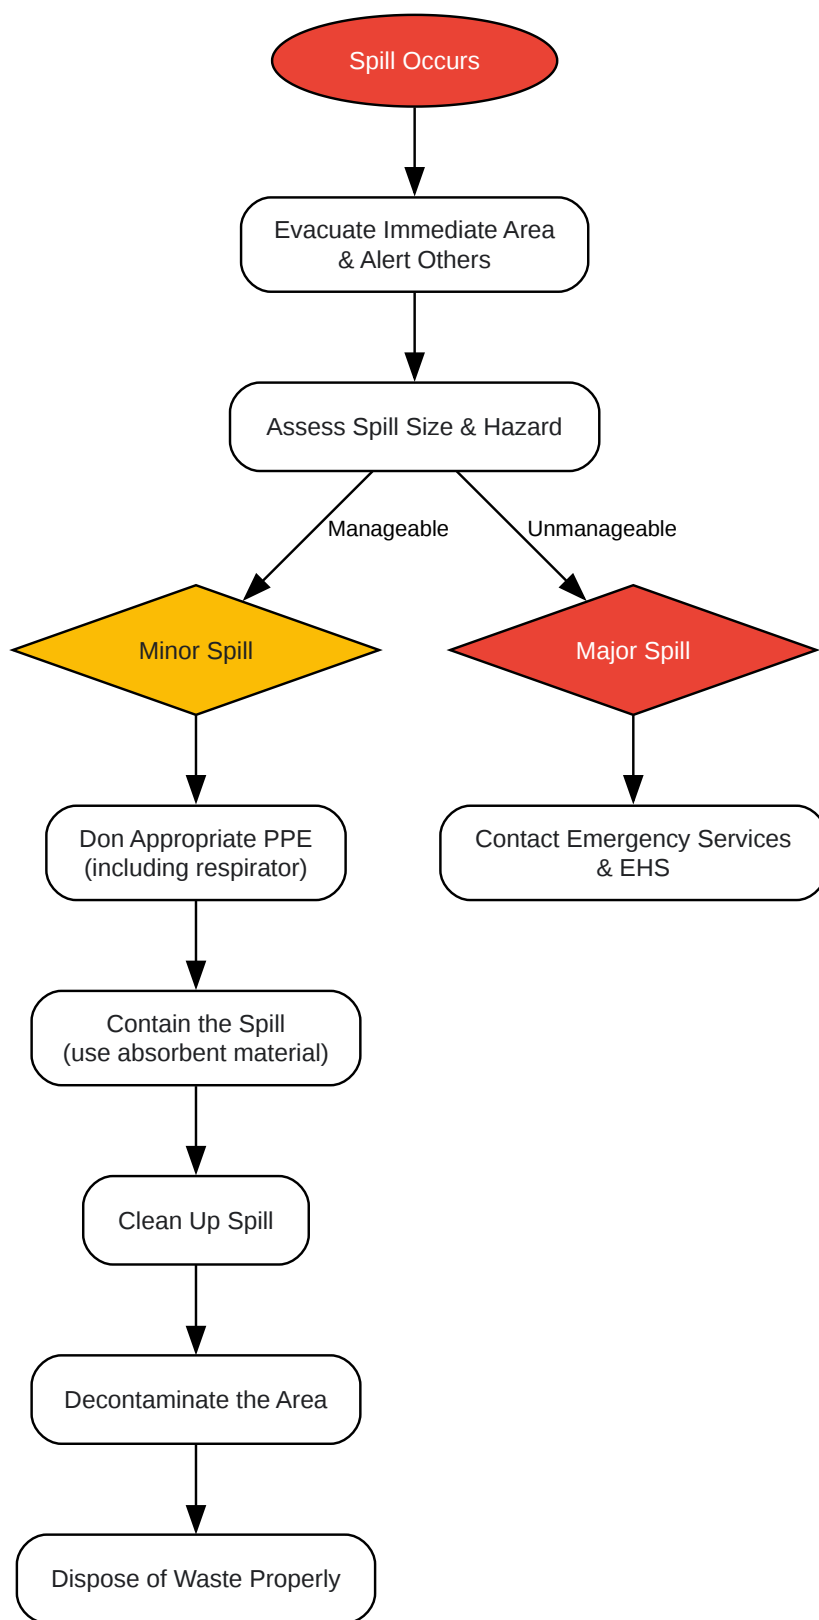 Spill Occurs
Evacuate Immediate Area
& Alert Others
Assess Spill Size & Hazard
Manageable
Unmanageable
Minor Spill
Major Spill
Don Appropriate PPE
(including respirator)
Contact Emergency Services
& EHS
Contain the Spill
(use absorbent material)
Clean Up Spill
Decontaminate the Area
Dispose of Waste Properly